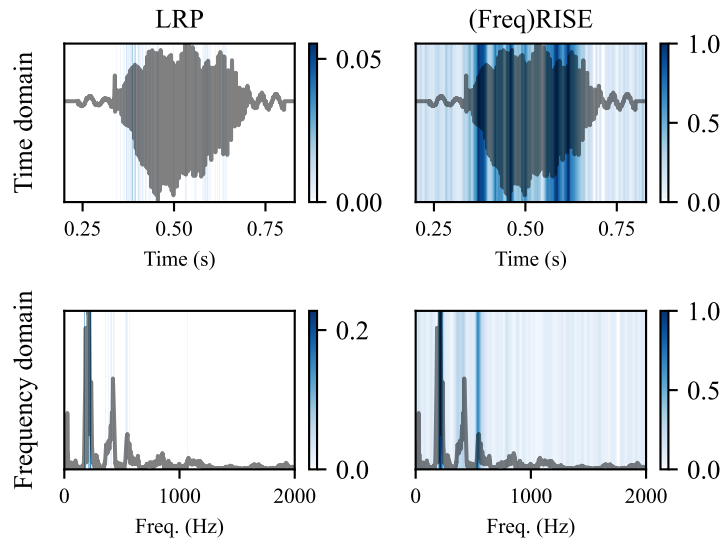 LRP
(Freq)RISE
Time domain
0.05
0.00
1.0
0.5
0.0
0.25 0.50 0.75
Time (s)
0.25 0.50 0.75
Time (s)
Frequency domain
0.2
0.0
1.0
0.5
0.0
0 1000 2000
Freq. (Hz)
0 1000 2000
Freq. (Hz)